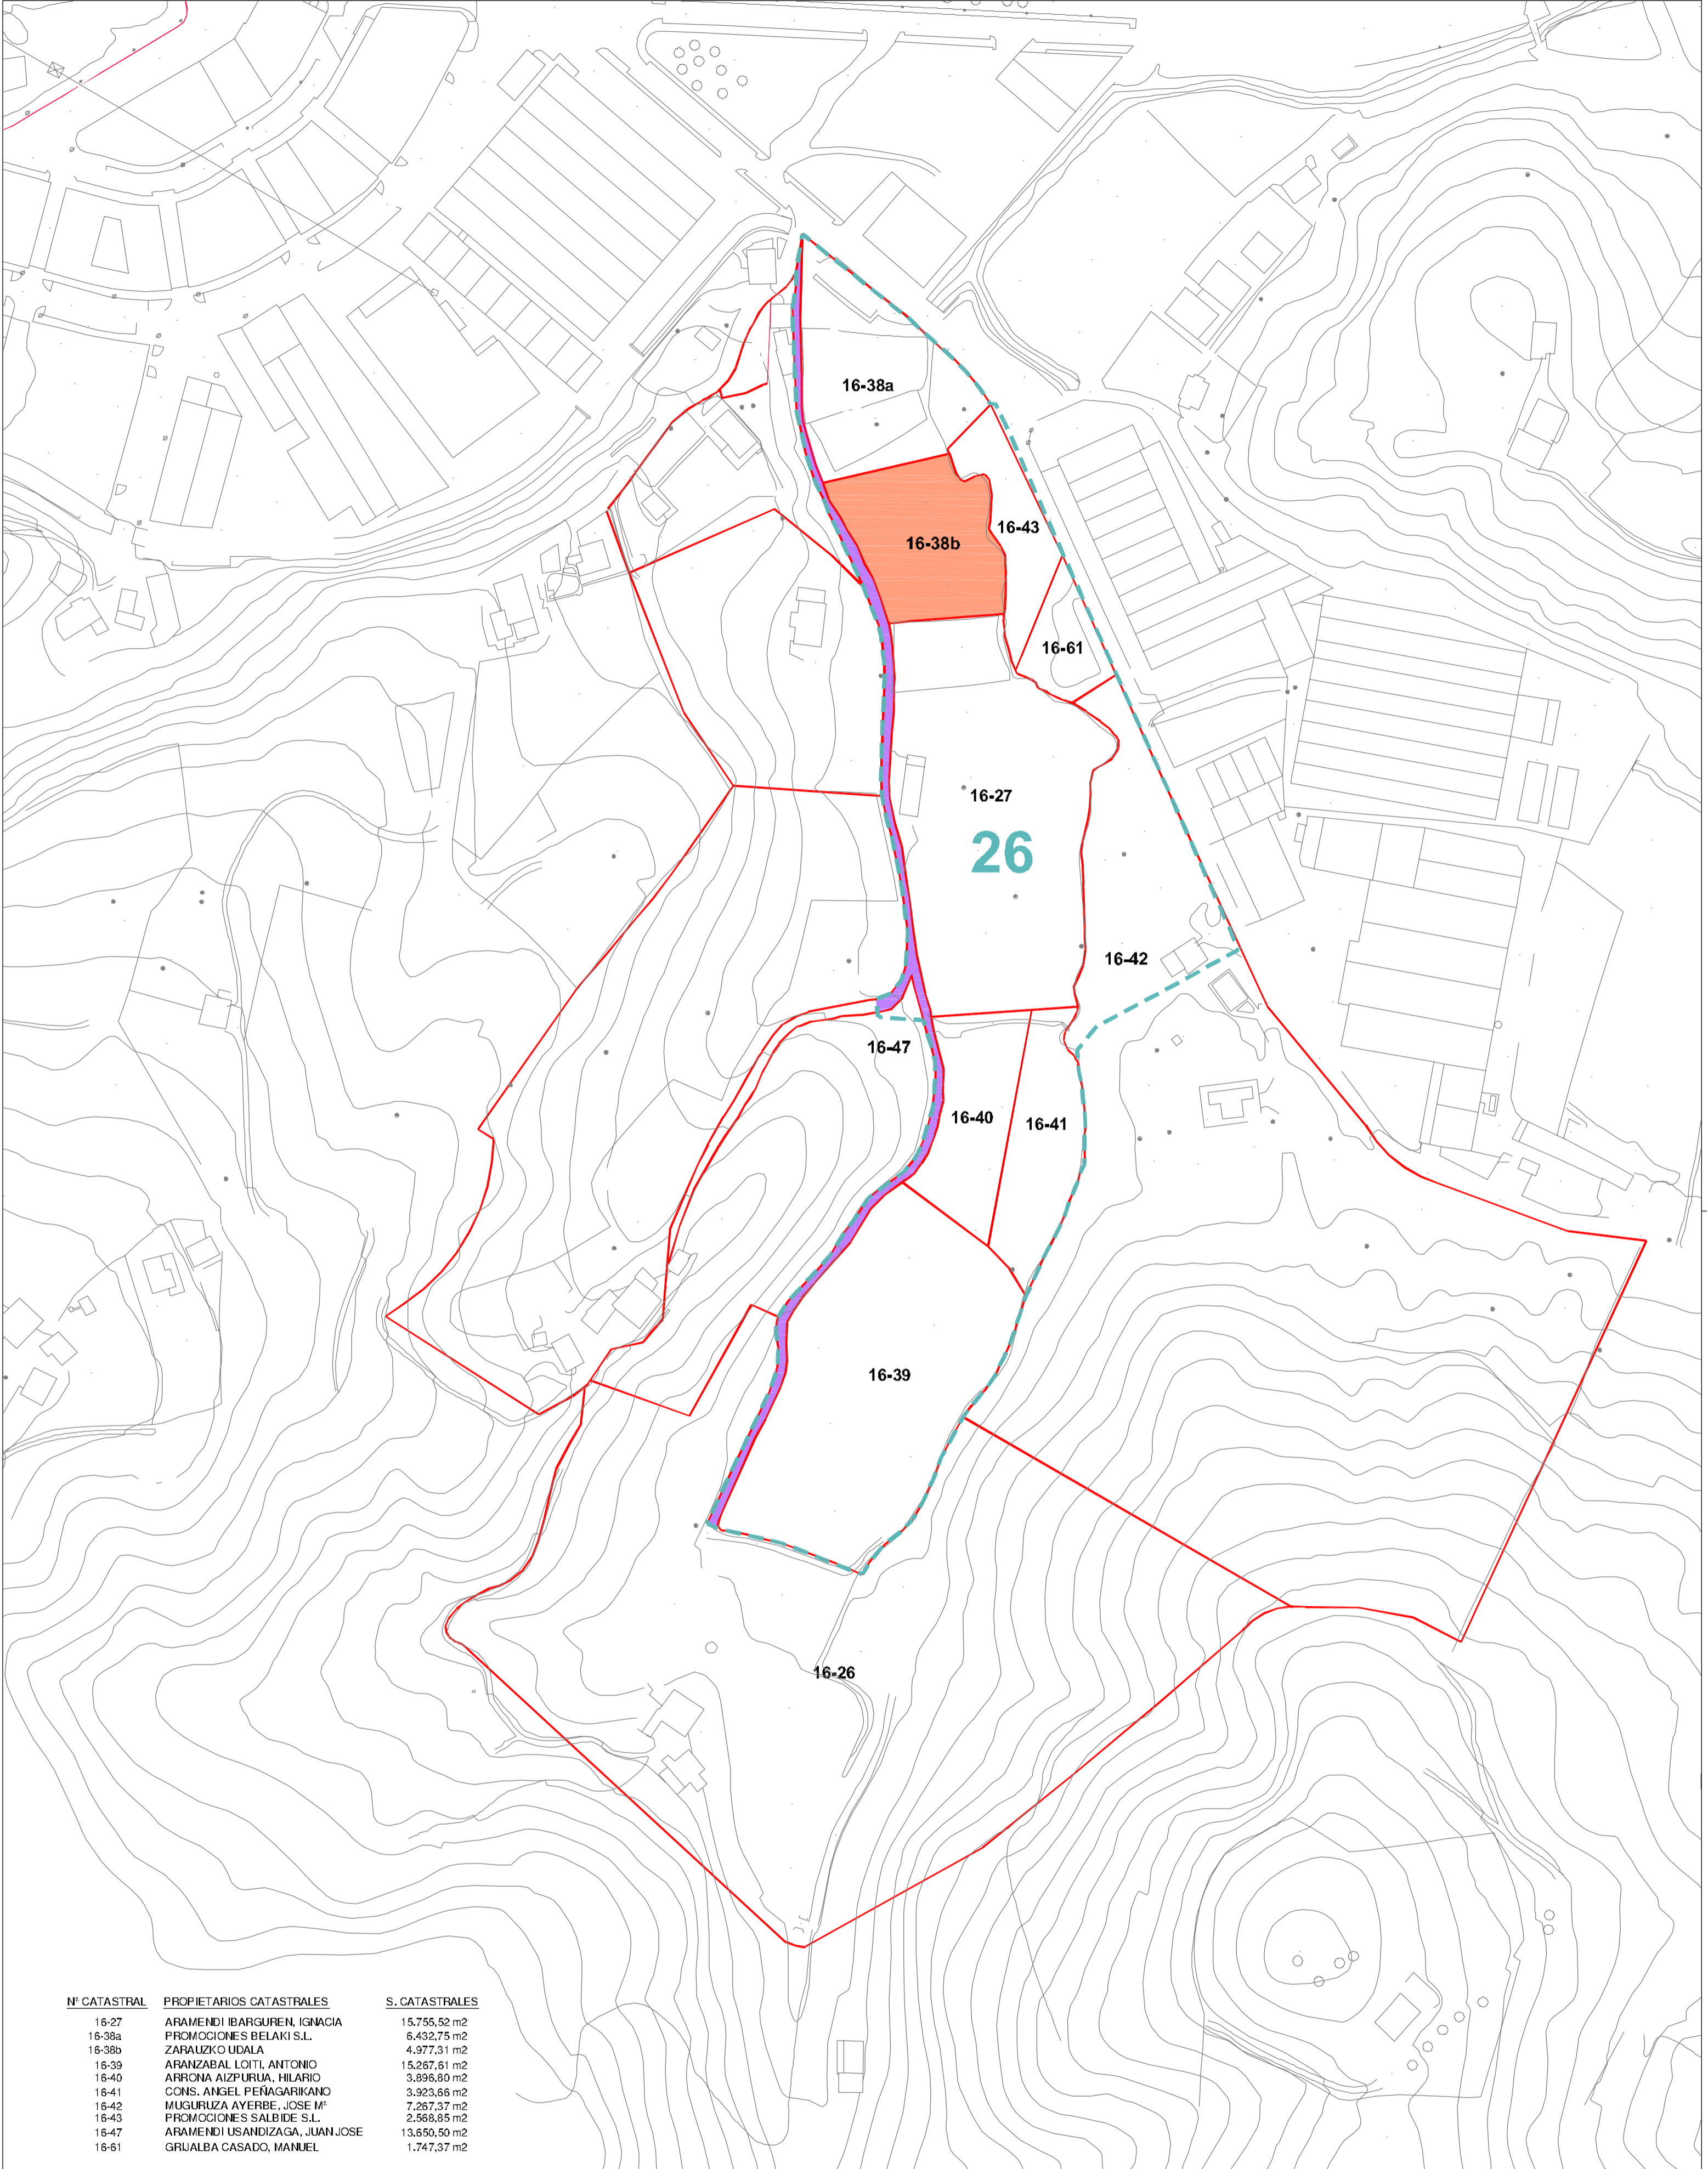 16-38a
16-38b
16-43
16-61
16-27
26
16-42
16-47
16-40
16-41
16-39
16-26
Nº CATASTRAL PROPIETARIOS CATASTRALES S. CATASTRALES
16-27 ARAMENDI IBARGUREN, IGNACIA 15.755,52 m2
16-38a PROMOCIONES BELAKI S.L. 6.432,75 m2
16-38b ZARAUZKO UDALA 4.977,31 m2
16-39 ARANZABAL LOITI, ANTONIO 15.267,61 m2
16-40 ARRONA AIZPURUA, HILARIO 3.896,80 m2
16-41 CONS. ANGEL PEÑAGARIKANO 3.923,66 m2
16-42 MUGURUZA AYERBE, JOSE Mª 7.267,37 m2
16-43 PROMOCIONES SALBIDE S.L. 2.568,85 m2
16-47 ARAMENDI USANDIZAGA, JUAN JOSE 13.650,50 m2
16-61 GRIJALBA CASADO, MANUEL 1.747,37 m2